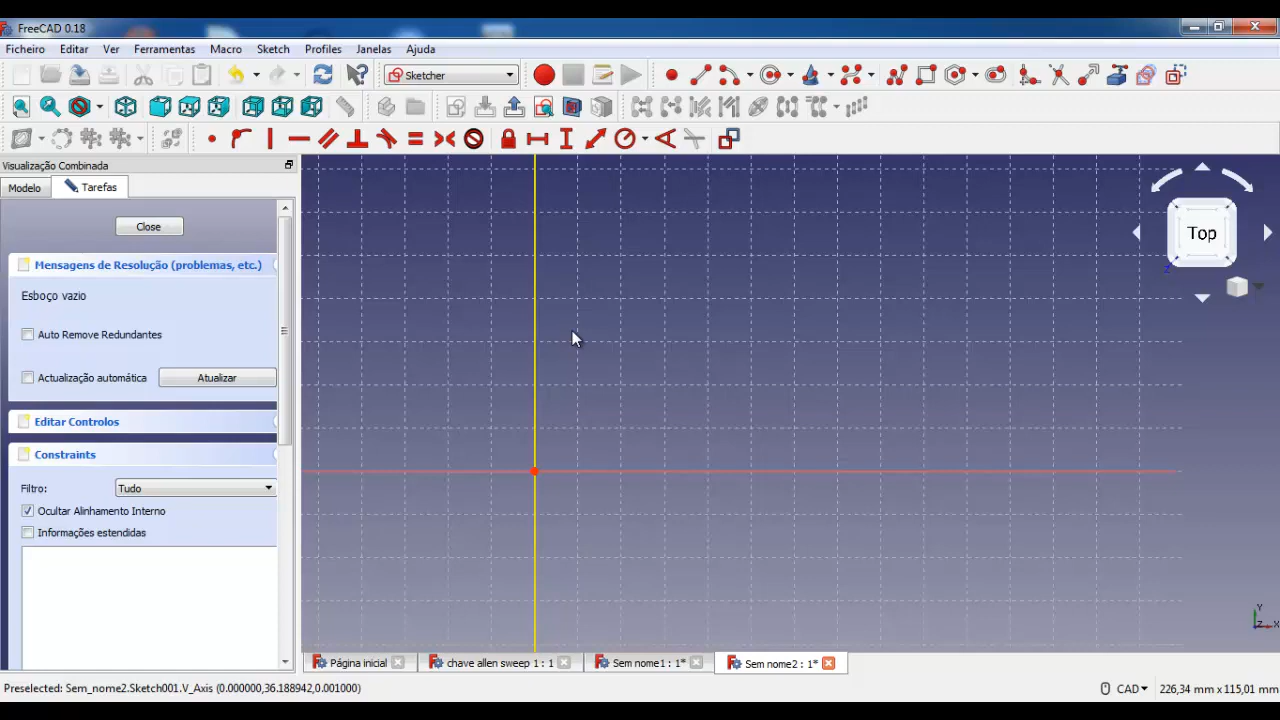 FreeCAD 0.18
Ficheiro Editar Ver Ferramentas Macro Sketch Profiles Janelas Ajuda
Sketcher
Visualização Combinada
Modelo Tarefas
Close
Mensagens de Resolução (problemas, etc.)
Esboço vazio
Auto Remove Redundantes
Actualização automática Atualizar
Editar Controlos
Constraints
Filtro: Tudo
Ocultar Alinhamento Interno
Informações estendidas
Top
Z
Y
Z X
Página inicial chave allen sweep 1 : 1 Sem nome1 : 1* Sem nome2 : 1*
Preselected: Sem_nome2.Sketch001.V_Axis (0.000000,36.188942,0.001000) CAD 226,34 mm x 115,01 mm